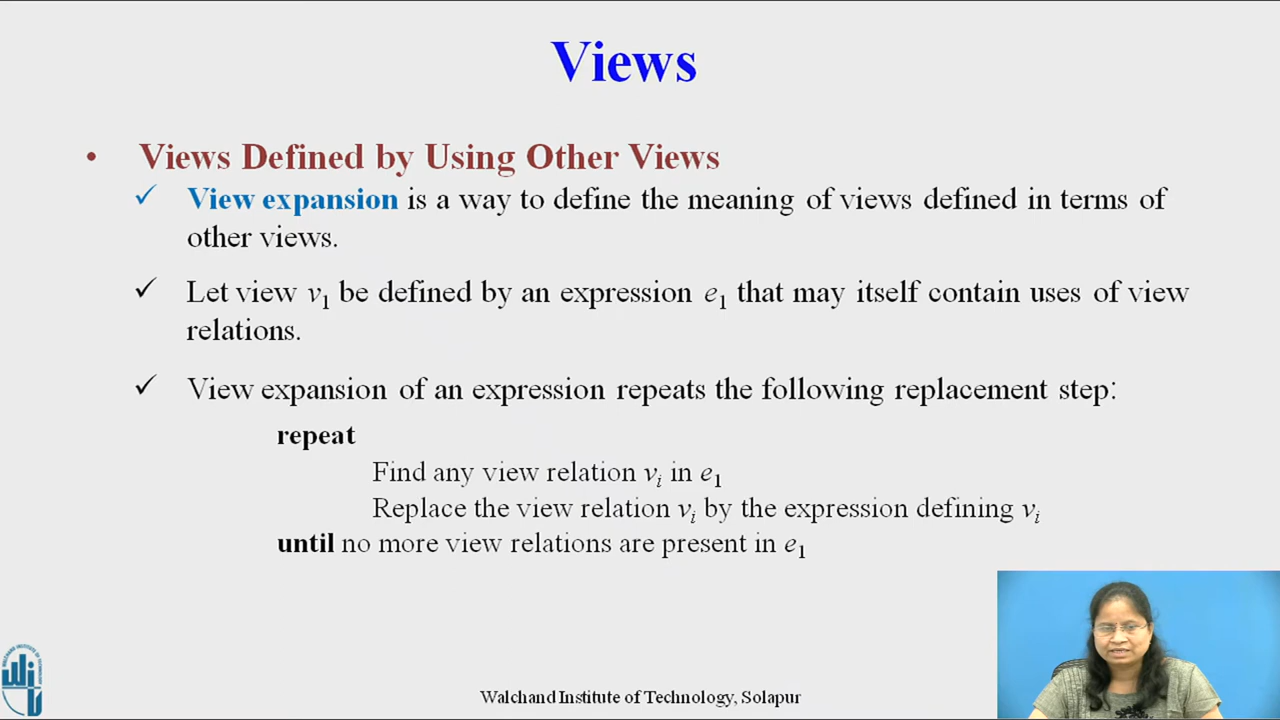 Views
• Views Defined by Using Other Views
✓ View expansion is a way to define the meaning of views defined in terms of
other views.
✓ Let view v1 be defined by an expression e1 that may itself contain uses of view
relations.
✓ View expansion of an expression repeats the following replacement step:
repeat
Find any view relation vi in e1
Replace the view relation vi by the expression defining vi
until no more view relations are present in e1
Walchand Institute of Technology, Solapur